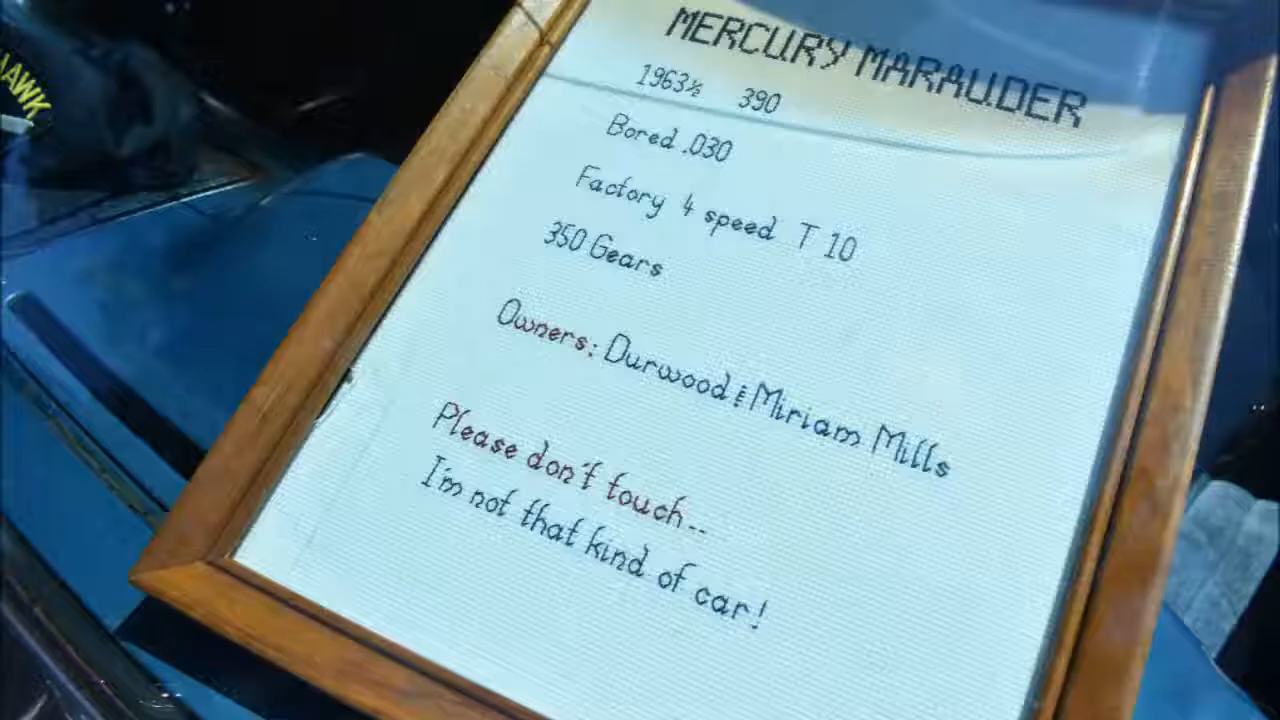 MERCURY MARAUDER
1963½ 390
Bored .030
Factory 4 speed T 10
350 Gears
Owners: Durwood & Miriam Mills
Please don't touch...
I'm not that kind of car!